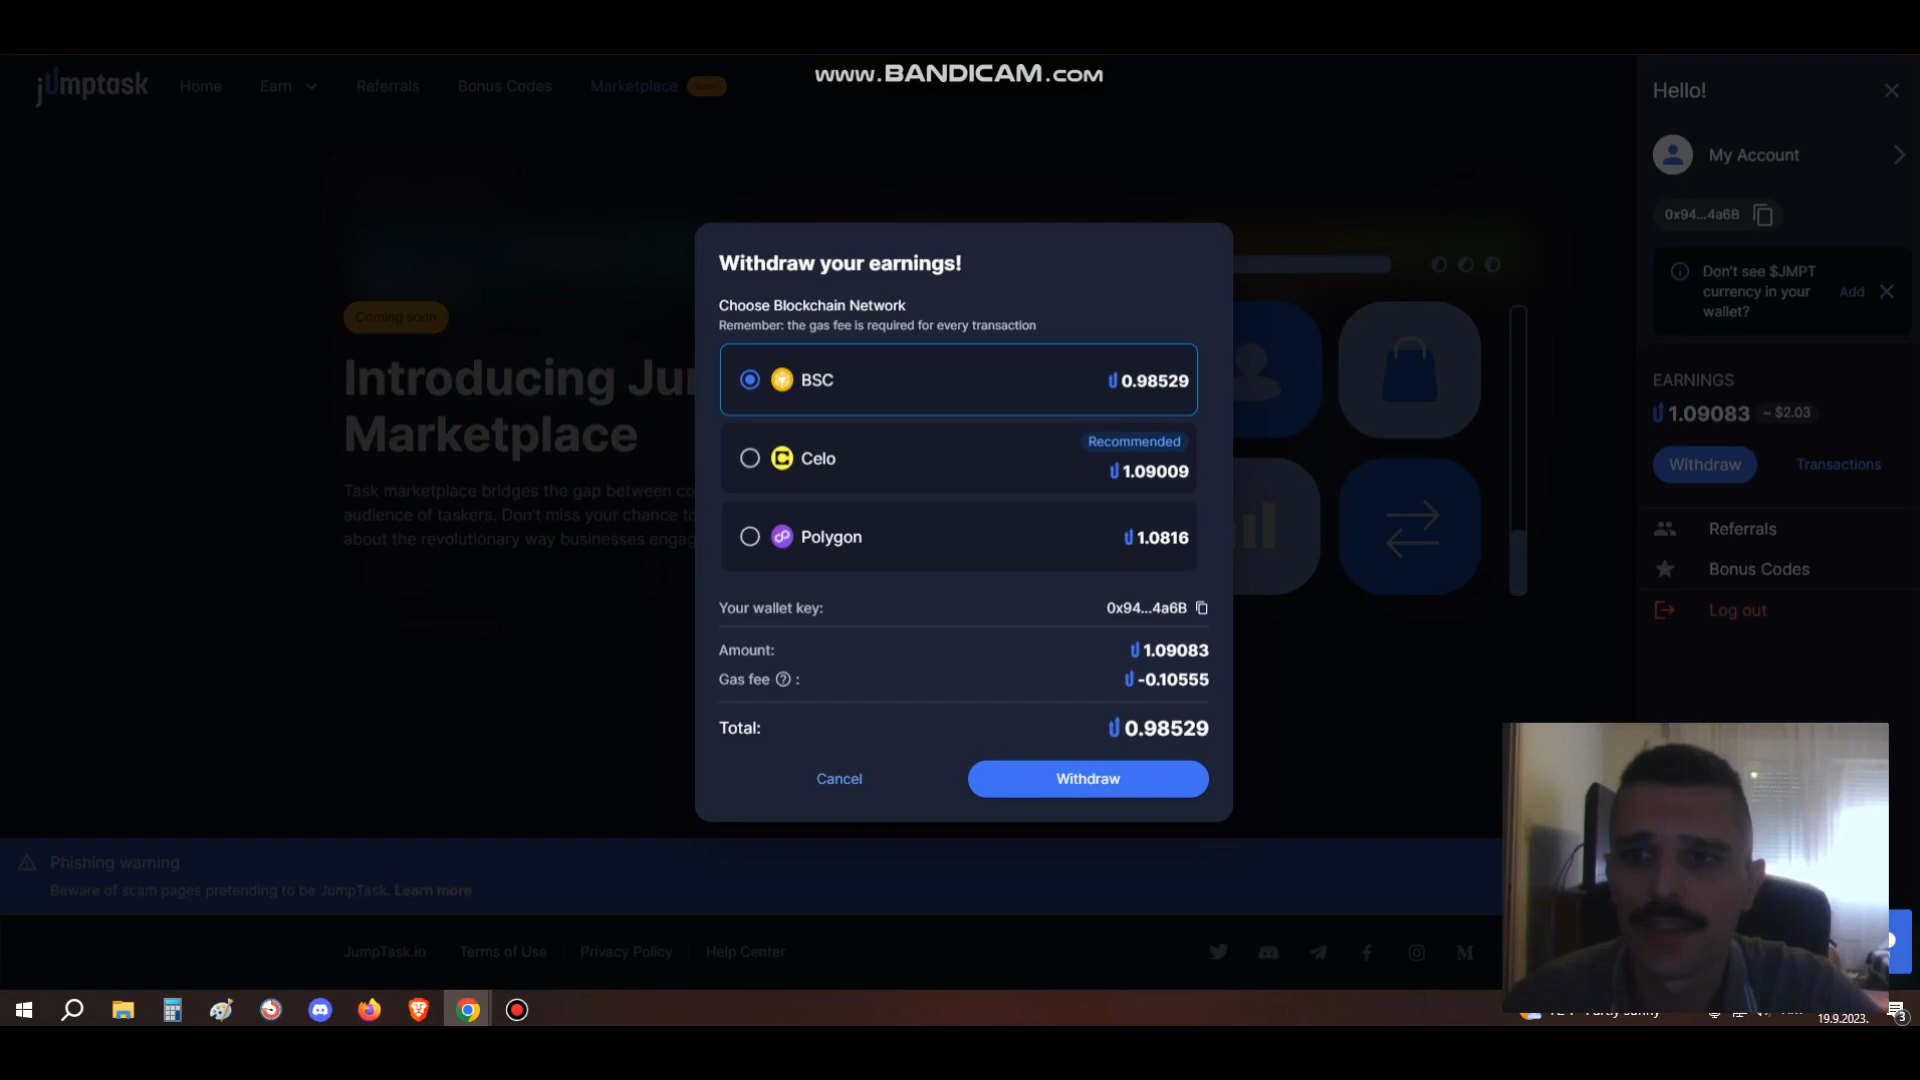 www.BANDICAM.com
jumptask
Home
Earn
Referrals
Bonus Codes
Marketplace
Hello!
My Account
0x94...4a6B
Don't see $JMPT
currency in your
wallet?
Add
EARNINGS
1.09083
~ $2.03
Withdraw
Transactions
Referrals
Bonus Codes
Log out
Coming soon
Introducing Ju
Marketplace
Task marketplace bridges the gap between co
audience of taskers. Don't miss your chance to
about the revolutionary way businesses engag
Withdraw your earnings!
Choose Blockchain Network
Remember: the gas fee is required for every transaction
BSC
0.98529
Celo
Recommended
1.09009
Polygon
1.0816
Your wallet key:
0x94...4a6B
Amount:
1.09083
Gas fee ? :
-0.10555
Total:
0.98529
Cancel
Withdraw
Phishing warning
Beware of scam pages pretending to be JumpTask. Learn more
JumpTask.io
Terms of Use
Privacy Policy
Help Center
19.9.2023.
3